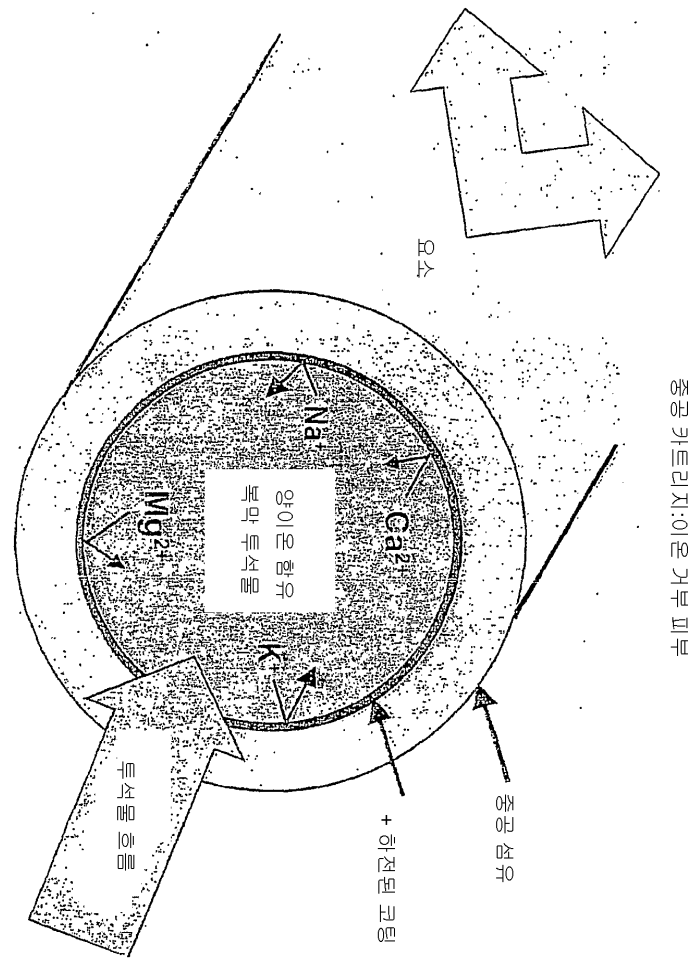 중공 카트리지:이온 거부 피부
중공 섬유
+ 하전된 코팅
요소
Ca²⁺
Na⁺
K⁺
Mg²⁺
양이온 함유
복막 투석물
투석물 흐름